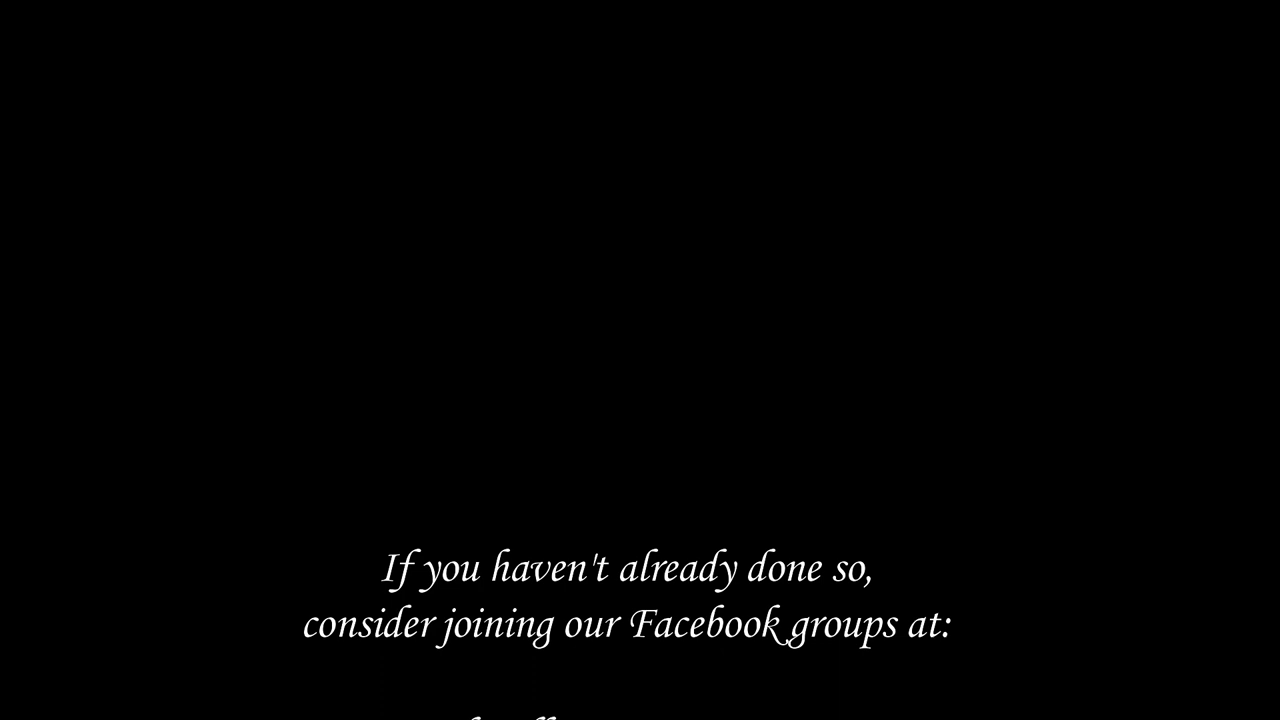 If you haven't already done so,
consider joining our Facebook groups at: